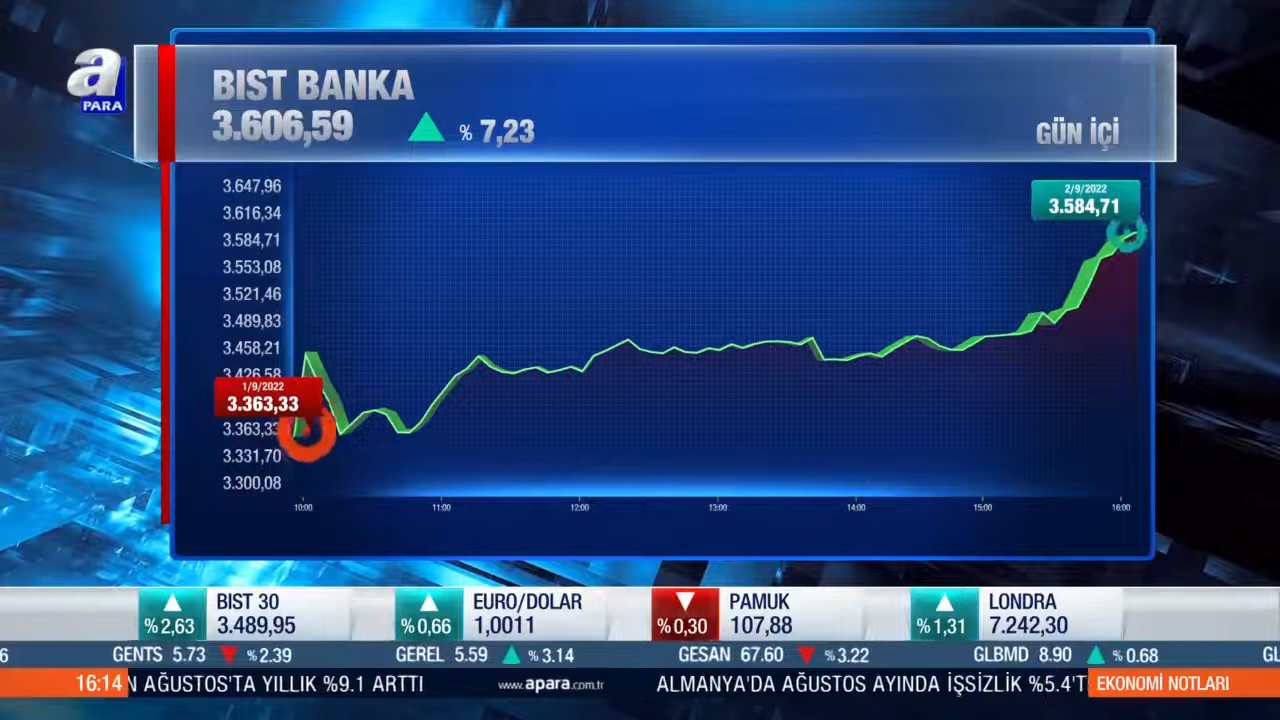 a
PARA
BIST BANKA
3.606,59
% 7,23
GÜN İÇİ
3.647,96
3.616,34
3.584,71
3.553,08
3.521,46
3.489,83
3.458,21
3.426,58
3.363,33
3.331,70
3.300,08
2/9/2022
3.584,71
1/9/2022
3.363,33
10:00 11:00 12:00 13:00 14:00 15:00 16:00
% 2,63 BIST 30 3.489,95
% 0,66 EURO/DOLAR 1,0011
% 0,30 PAMUK 107,88
% 1,31 LONDRA 7.242,30
6 GENTS 5.73 %2.39 GEREL 5.59 % 3.14 GESAN 67.60 %3.22 GLBMD 8.90 % 0.68 GL
16:14 N AĞUSTOS'TA YILLIK %9.1 ARTTI www.apara.com.tr ALMANYA'DA AĞUSTOS AYINDA İŞSİZLİK %5.4'T EKONOMİ NOTLARI